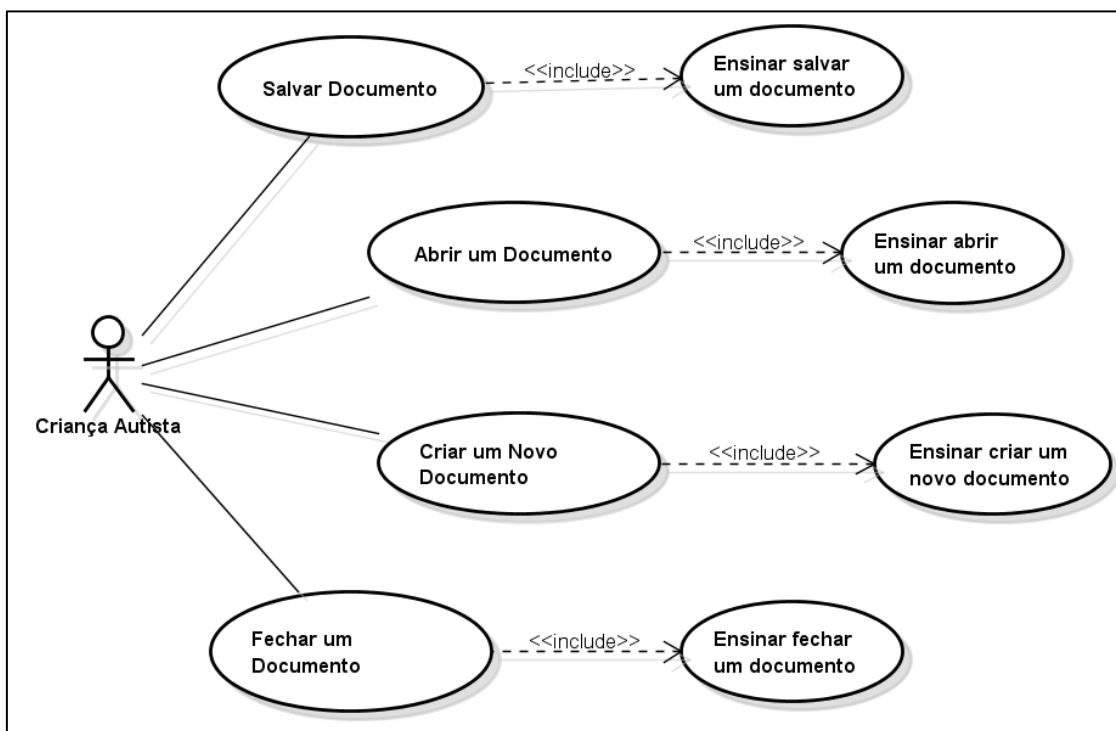 Salvar Documento
<<include>>
Ensinar salvar
um documento
Abrir um Documento
<<include>>
Ensinar abrir
um documento
Criança Autista
Criar um Novo
Documento
<<include>>
Ensinar criar um
novo documento
Fechar um
Documento
<<include>>
Ensinar fechar
um documento